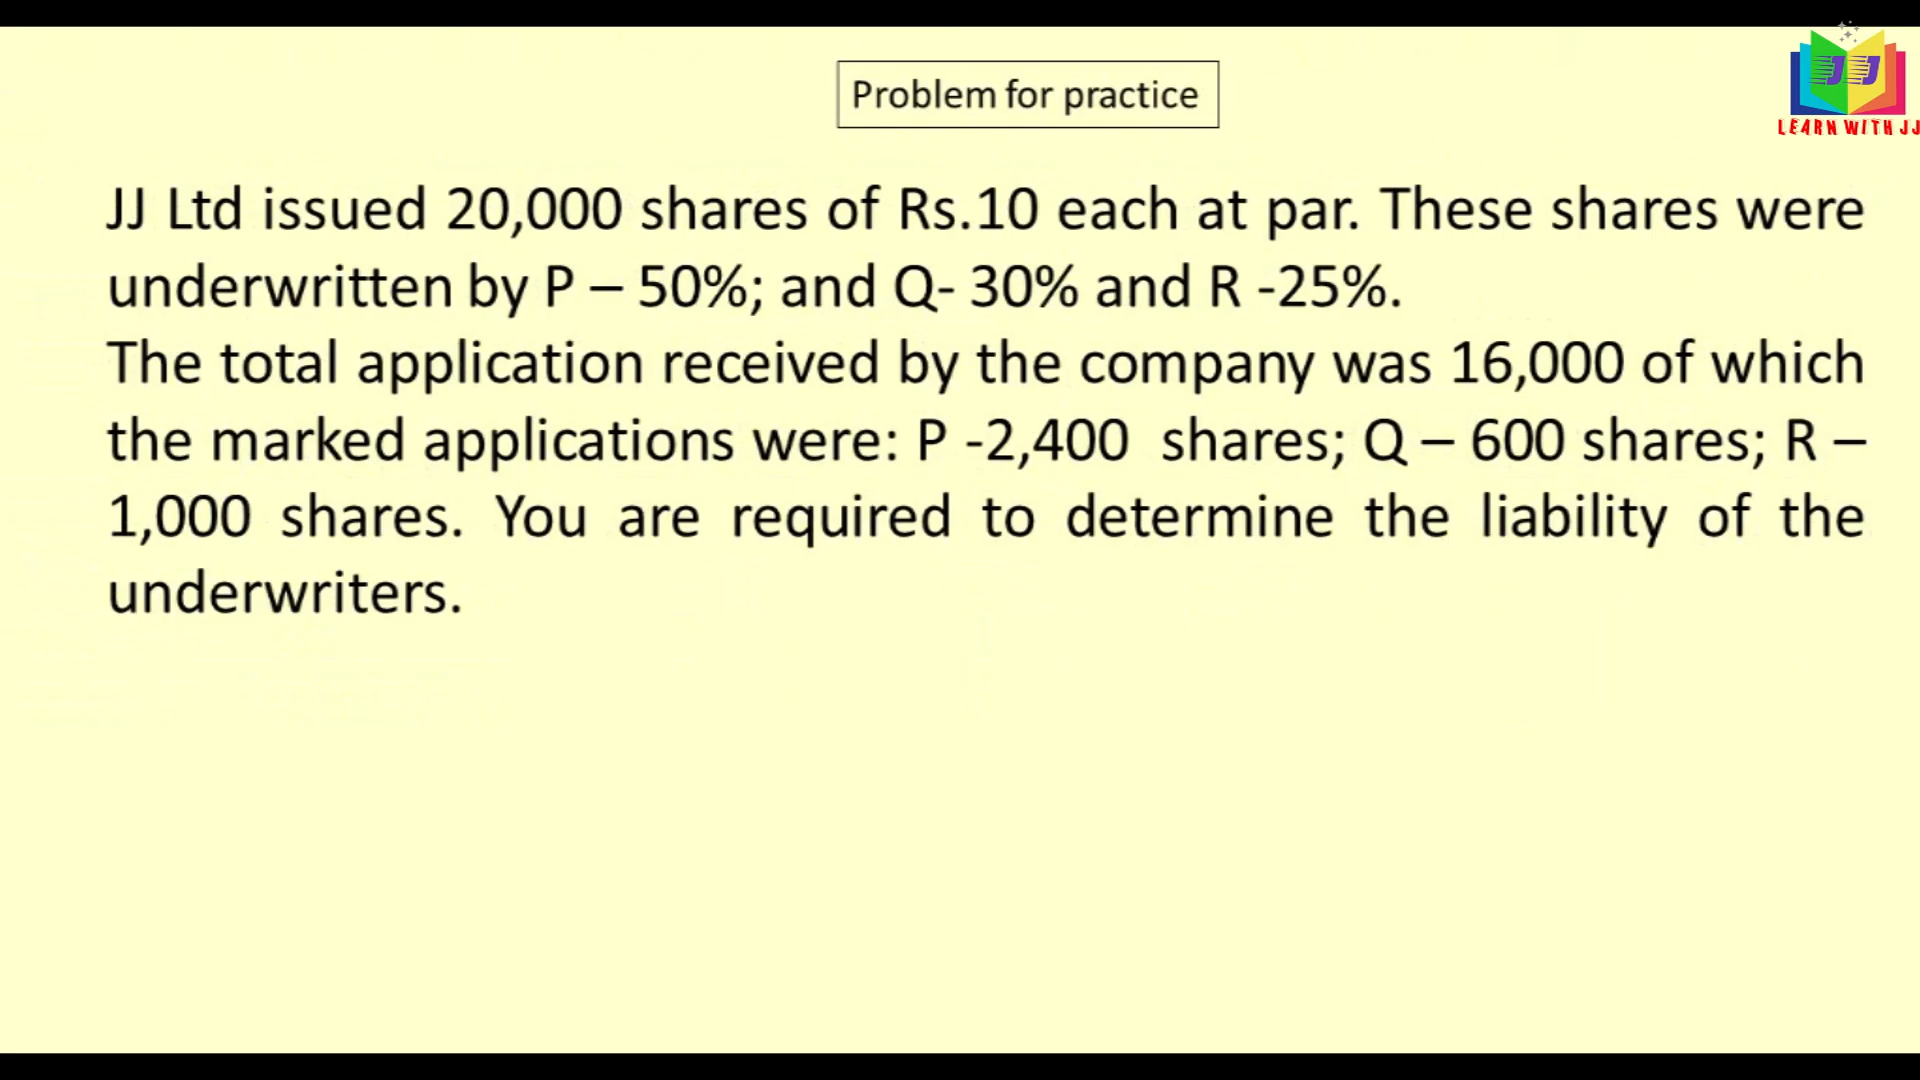 Problem for practice
JJ
LEARN WITH JJ
JJ Ltd issued 20,000 shares of Rs.10 each at par. These shares were
underwritten by P – 50%; and Q- 30% and R -25%.
The total application received by the company was 16,000 of which
the marked applications were: P -2,400 shares; Q – 600 shares; R –
1,000 shares. You are required to determine the liability of the
underwriters.